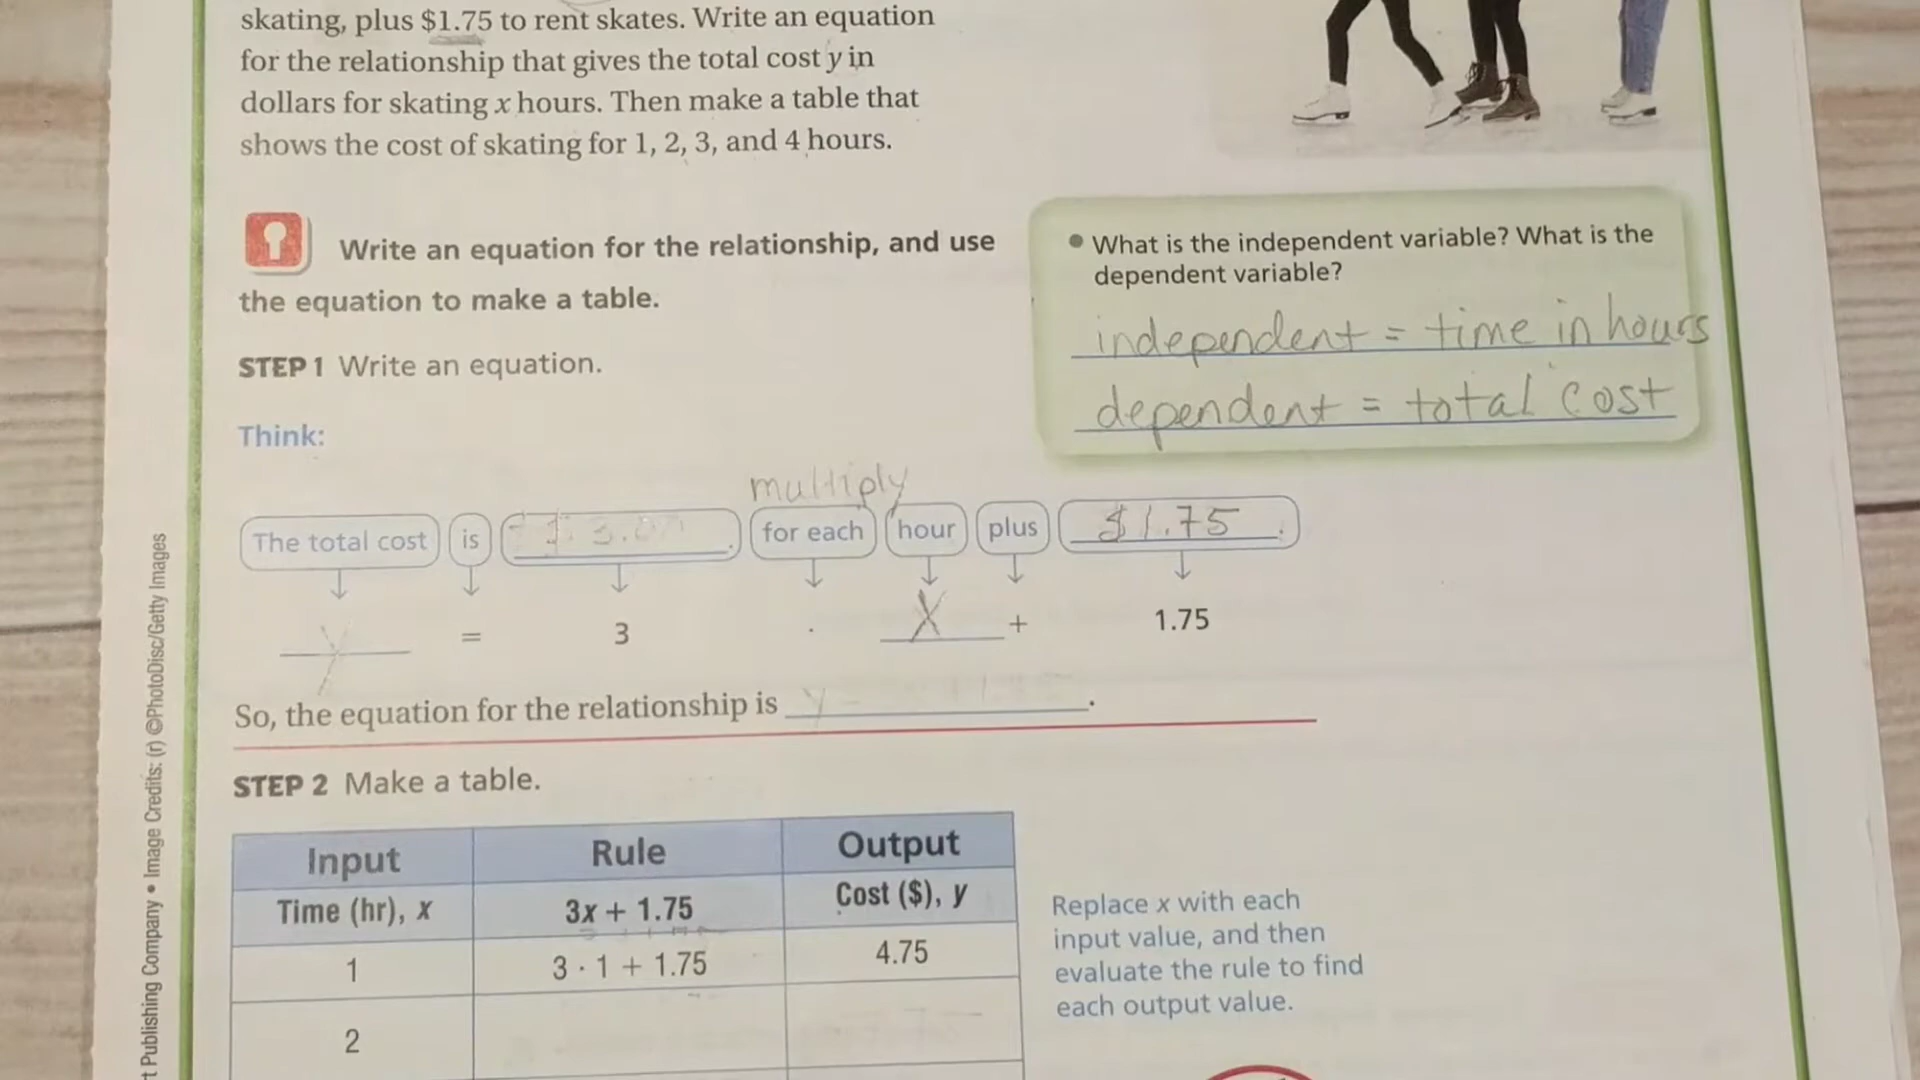 skating, plus $1.75 to rent skates. Write an equation
for the relationship that gives the total cost y in
dollars for skating x hours. Then make a table that
shows the cost of skating for 1, 2, 3, and 4 hours.
Write an equation for the relationship, and use
the equation to make a table.
• What is the independent variable? What is the
dependent variable?
independent = time in hours
dependent = total cost
STEP 1 Write an equation.
Think:
multiply
The total cost is $3.00 for each hour plus $1.75
y = 3 · x + 1.75
So, the equation for the relationship is y .
STEP 2 Make a table.
Input Rule Output
Time (hr), x 3x + 1.75 Cost ($), y
1 3 · 1 + 1.75 4.75
2
Replace x with each
input value, and then
evaluate the rule to find
each output value.
t Publishing Company • Image Credits: (r) ©PhotoDisc/Getty Images